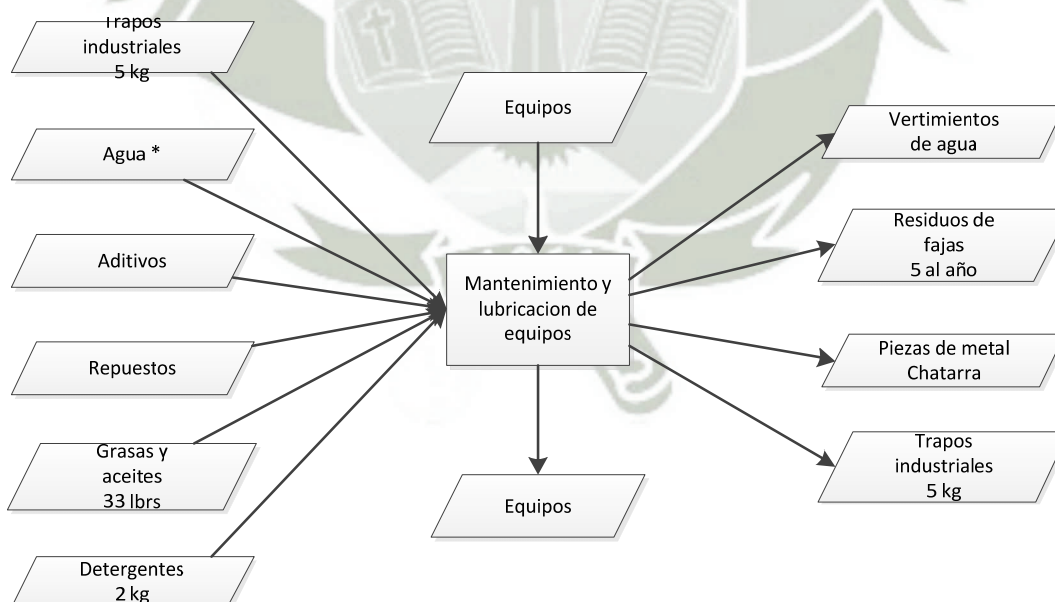 Trapos
industriales
5 kg
Agua *
Aditivos
Repuestos
Grasas y
aceites
33 lbrs
Detergentes
2 kg
Equipos
Mantenimiento y
lubricacion de
equipos
Equipos
Vertimientos
de agua
Residuos de
fajas
5 al año
Piezas de metal
Chatarra
Trapos
industriales
5 kg